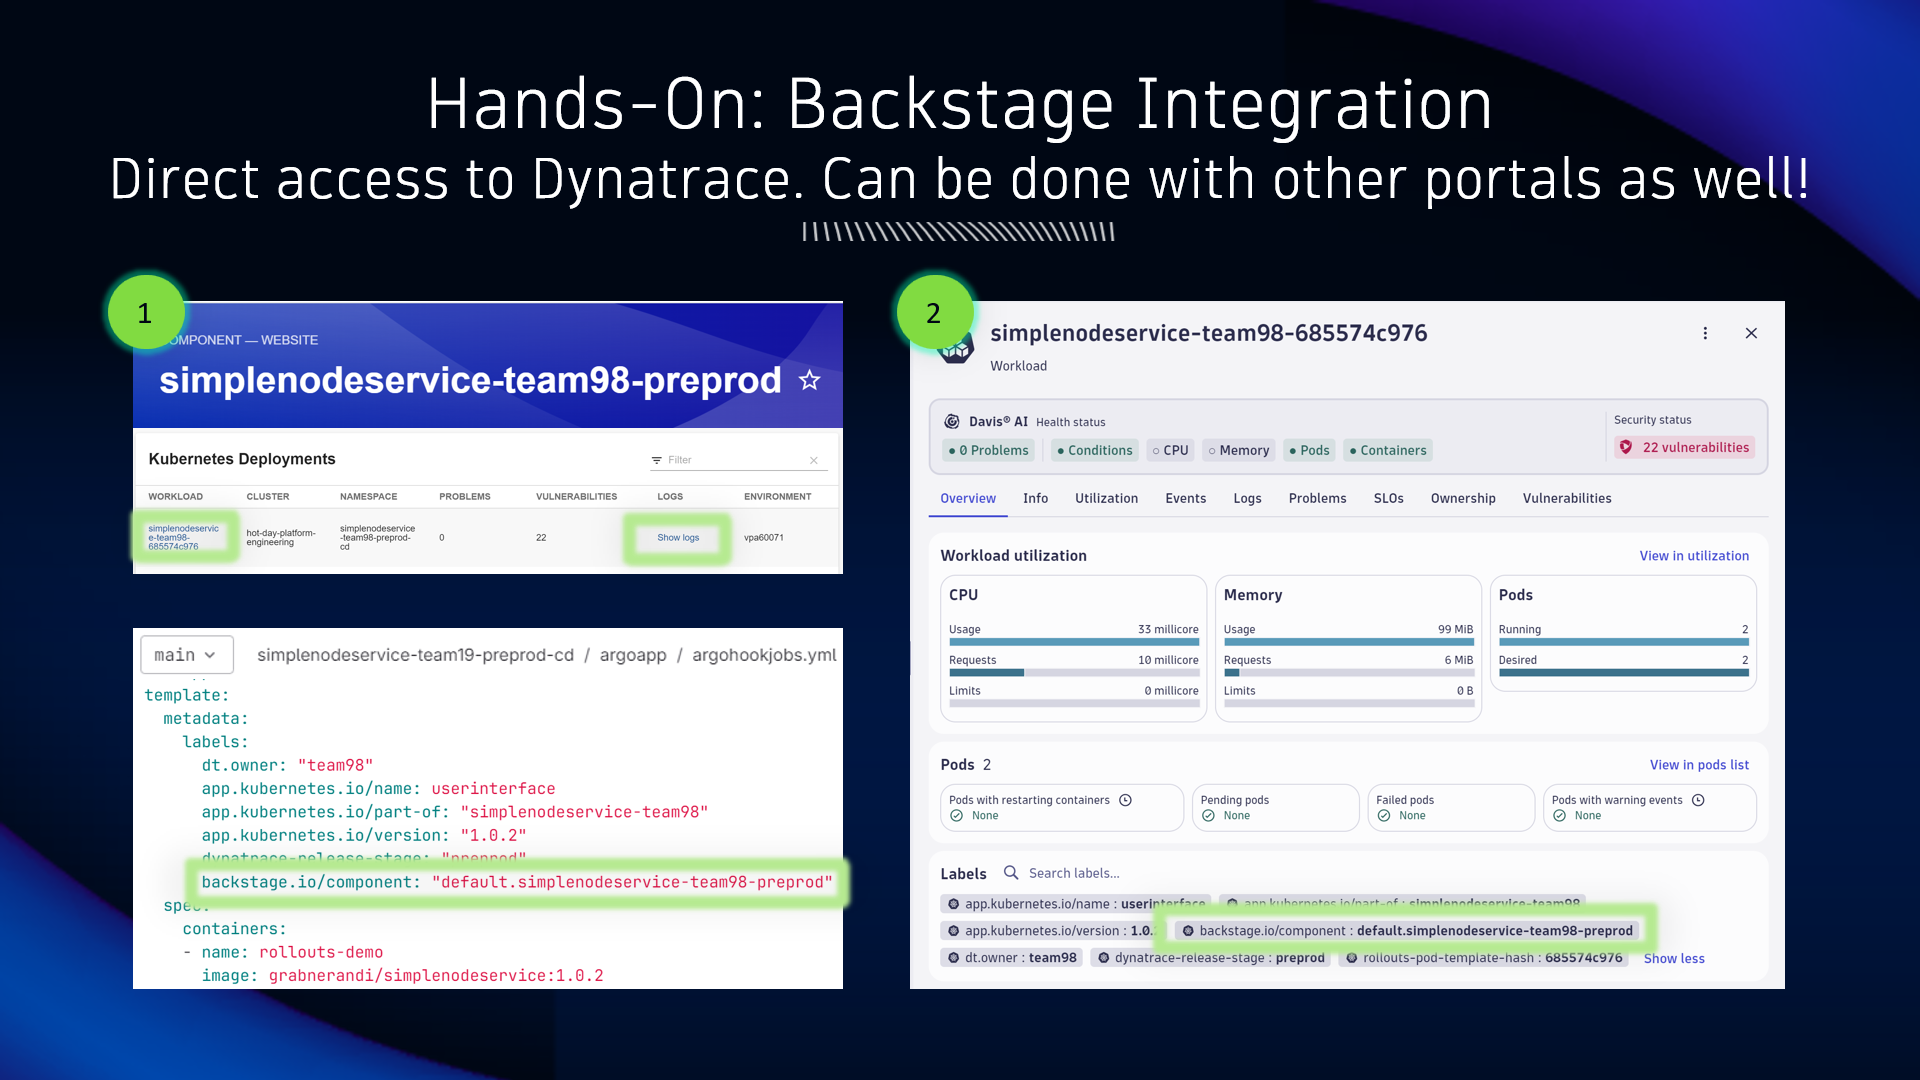 Hands-On: Backstage Integration
Direct access to Dynatrace. Can be done with other portals as well!
1
OMPONENT — WEBSITE
simplenodeservice-team98-preprod
Kubernetes Deployments
Filter
WORKLOAD CLUSTER NAMESPACE PROBLEMS VULNERABILITIES LOGS ENVIRONMENT
simplenodeservic
e-team98-
685574c976
hot-day-platform-
engineering
simplenodeservice
-team98-preprod-
cd
0
22
Show logs
vpa60071
main
simplenodeservice-team19-preprod-cd / argoapp / argohookjobs.yml
template:
metadata:
labels:
dt.owner: "team98"
app.kubernetes.io/name: userinterface
app.kubernetes.io/part-of: "simplenodeservice-team98"
app.kubernetes.io/version: "1.0.2"
dynatrace-release-stage: "preprod"
backstage.io/component: "default.simplenodeservice-team98-preprod"
spec:
containers:
- name: rollouts-demo
image: grabnerandi/simplenodeservice:1.0.2
2
simplenodeservice-team98-685574c976
Workload
Davis® AI Health status
Security status
0 Problems Conditions CPU Memory Pods Containers
22 vulnerabilities
Overview Info Utilization Events Logs Problems SLOs Ownership Vulnerabilities
Workload utilization
View in utilization
CPU
Usage 33 millicore
Requests 10 millicore
Limits 0 millicore
Memory
Usage 99 MiB
Requests 6 MiB
Limits 0 B
Pods
Running 2
Desired 2
Pods 2
View in pods list
Pods with restarting containers
None
Pending pods
None
Failed pods
None
Pods with warning events
None
Labels
Search labels...
app.kubernetes.io/name : userinterface app.kubernetes.io/part-of : simplenodeservice-team98
app.kubernetes.io/version : 1.0. backstage.io/component : default.simplenodeservice-team98-preprod
dt.owner : team98 dynatrace-release-stage : preprod rollouts-pod-template-hash : 685574c976 Show less